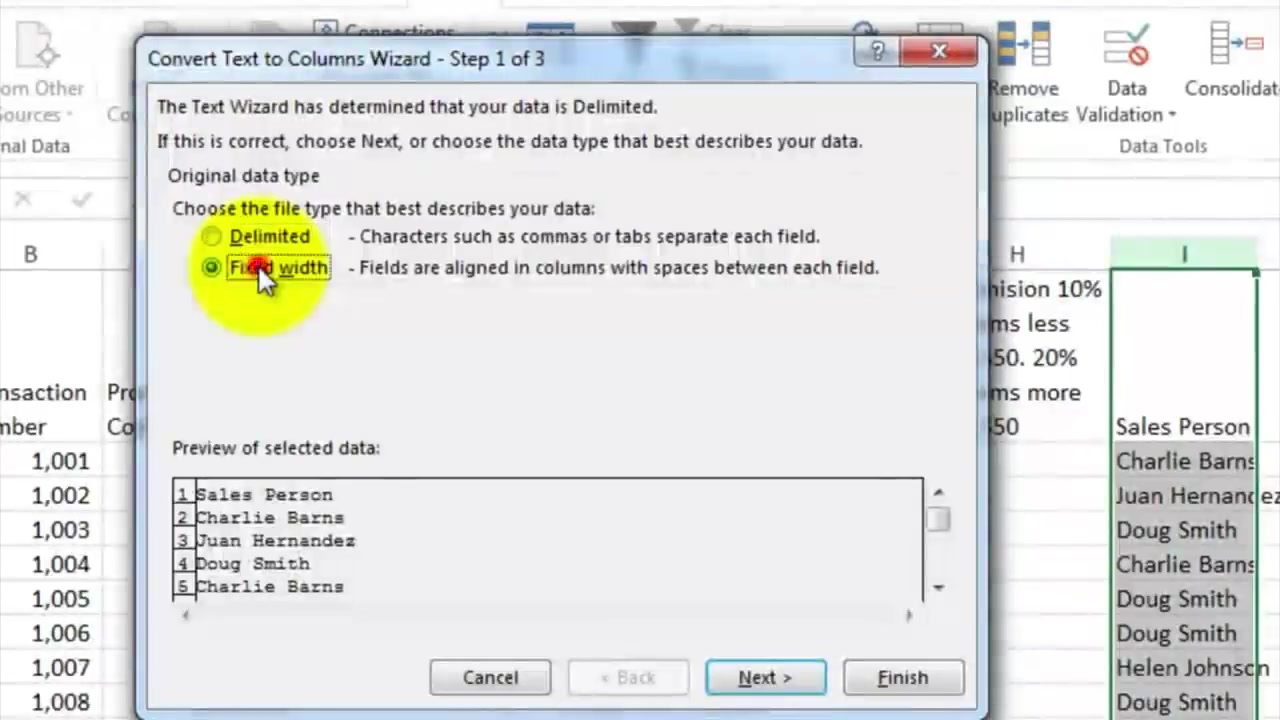 Connections
Clear
om Other
Sources
nal Data
Remove
uplicates
Data
Validation
Consolidat
Data Tools
Convert Text to Columns Wizard - Step 1 of 3
?
The Text Wizard has determined that your data is Delimited.
If this is correct, choose Next, or choose the data type that best describes your data.
Original data type
Choose the file type that best describes your data:
Delimited - Characters such as commas or tabs separate each field.
width - Fields are aligned in columns with spaces between each field.
Preview of selected data:
1 Sales Person
2 Charlie Barns
3 Juan Hernandez
4 Doug Smith
5 Charlie Barns
Cancel
< Back
Next >
Finish
B
nsaction
mber
Pro
Co
1,001
1,002
1,003
1,004
1,005
1,006
1,007
1,008
H
nision 10%
ms less
50. 20%
ms more
50
I
Sales Person
Charlie Barns
Juan Hernandez
Doug Smith
Charlie Barns
Doug Smith
Doug Smith
Helen Johnson
Doug Smith